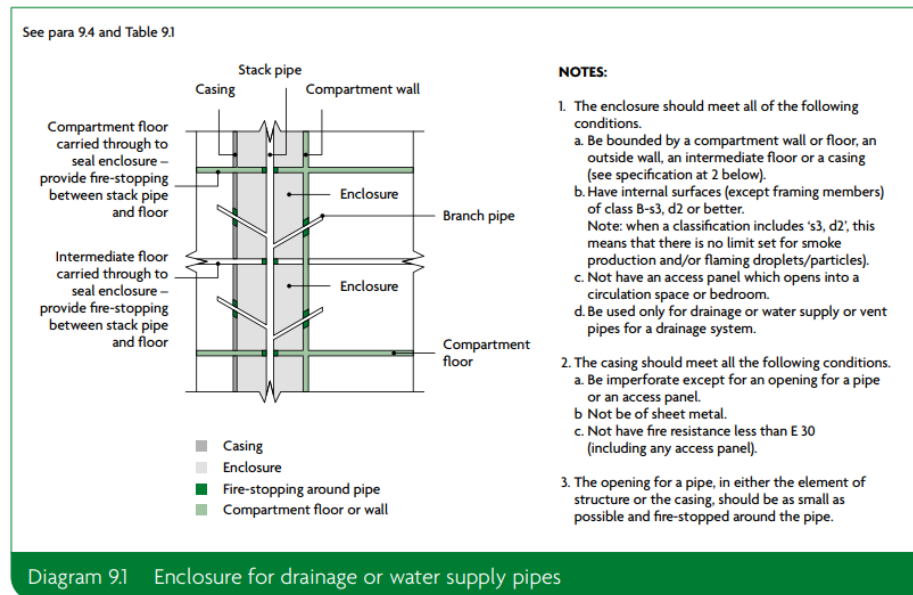 See para 9.4 and Table 9.1
Stack pipe
Casing
Compartment wall
Compartment floor
carried through to
seal enclosure –
provide fire-stopping
between stack pipe
and floor
Enclosure
Branch pipe
Intermediate floor
carried through to
seal enclosure –
provide fire-stopping
between stack pipe
and floor
Enclosure
Compartment
floor
Casing
Enclosure
Fire-stopping around pipe
Compartment floor or wall
NOTES:
1. The enclosure should meet all of the following
conditions.
a. Be bounded by a compartment wall or floor, an
outside wall, an intermediate floor or a casing
(see specification at 2 below).
b. Have internal surfaces (except framing members)
of class B-s3, d2 or better.
Note: when a classification includes ‘s3, d2’, this
means that there is no limit set for smoke
production and/or flaming droplets/particles).
c. Not have an access panel which opens into a
circulation space or bedroom.
d. Be used only for drainage or water supply or vent
pipes for a drainage system.
2. The casing should meet all the following conditions.
a. Be imperforate except for an opening for a pipe
or an access panel.
b Not be of sheet metal.
c. Not have fire resistance less than E 30
(including any access panel).
3. The opening for a pipe, in either the element of
structure or the casing, should be as small as
possible and fire-stopped around the pipe.
Diagram 9.1 Enclosure for drainage or water supply pipes